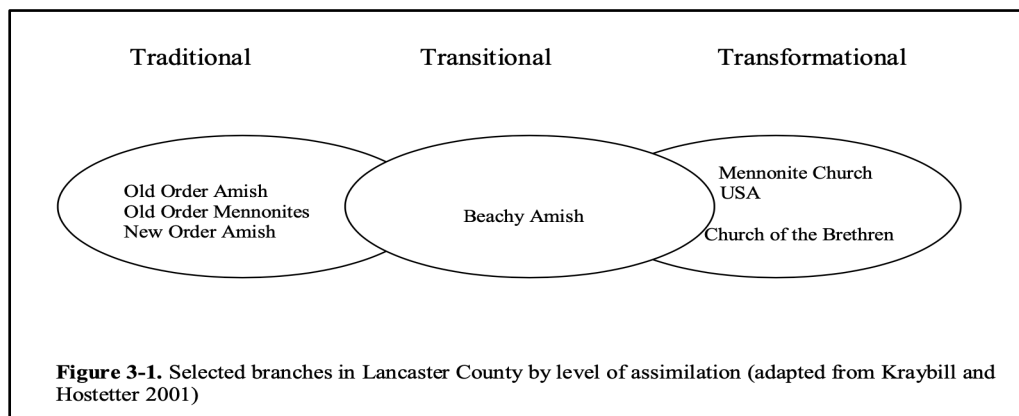 Traditional
Transitional
Transformational
Old Order Amish
Old Order Mennonites
New Order Amish
Beachy Amish
Mennonite Church
USA
Church of the Brethren
Figure 3-1. Selected branches in Lancaster County by level of assimilation (adapted from Kraybill and
Hostetter 2001)